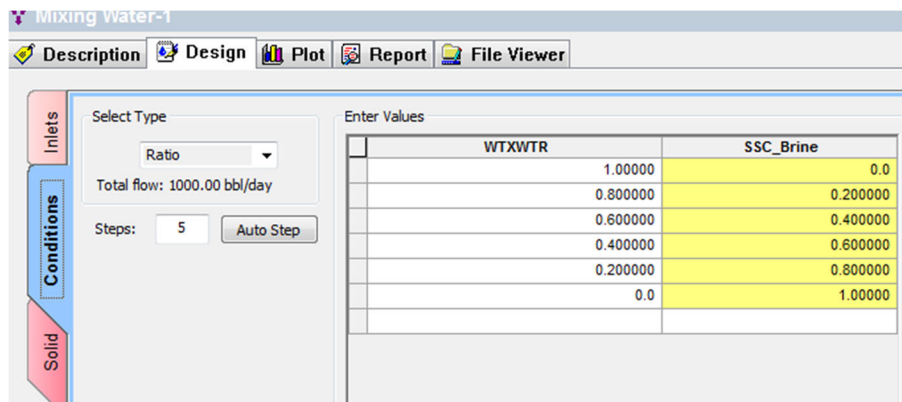 Mixing Water-1
Description Design Plot Report File Viewer
Inlets
Conditions
Solid
Select Type
Ratio
Total flow: 1000.00 bbl/day
Steps: 5 Auto Step
Enter Values
WTXWTR SSC_Brine
1.00000 0.0
0.800000 0.200000
0.600000 0.400000
0.400000 0.600000
0.200000 0.800000
0.0 1.00000